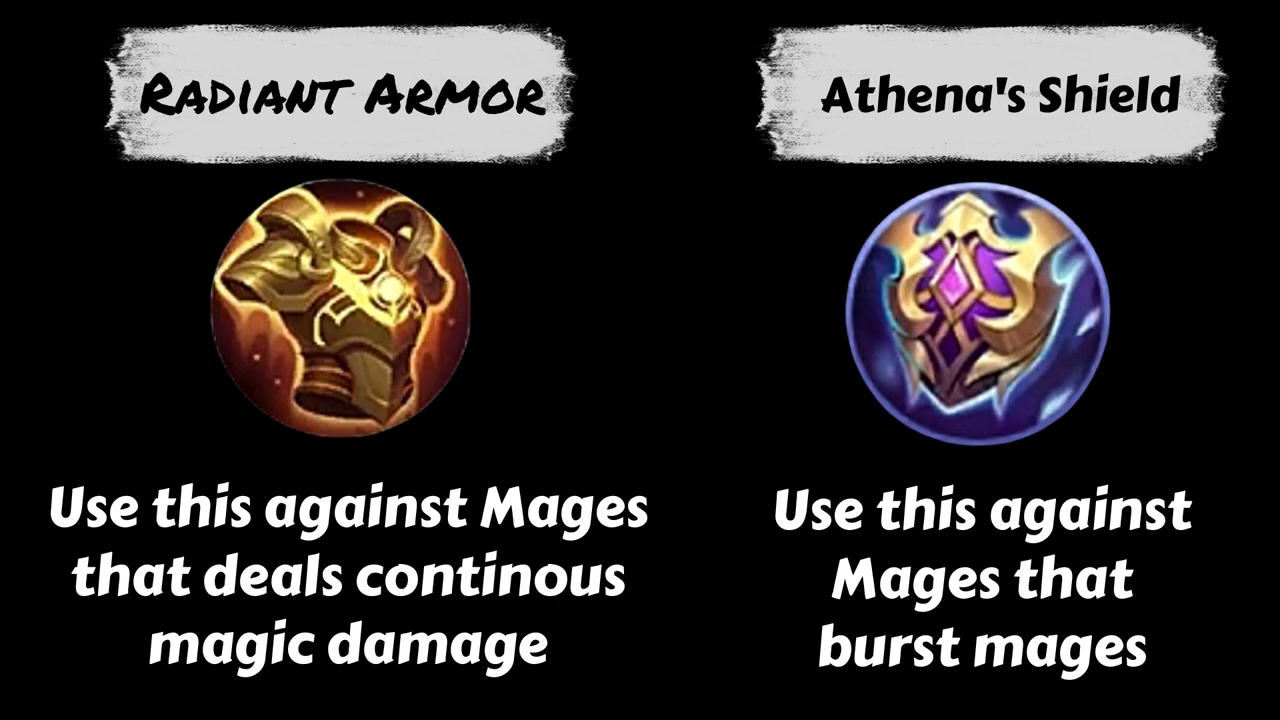 Radiant Armor
Use this against Mages
that deals continous
magic damage
Athena's Shield
Use this against
Mages that
burst mages